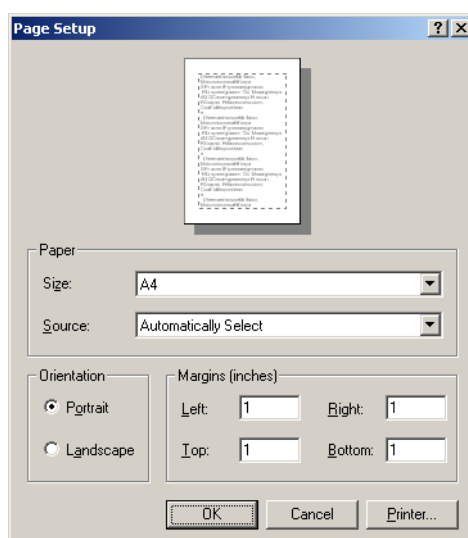 Page Setup
Paper
Size: A4
Source: Automatically Select
Orientation
Portrait
Landscape
Margins (inches)
Left: 1 Right: 1
Top: 1 Bottom: 1
OK Cancel Printer...